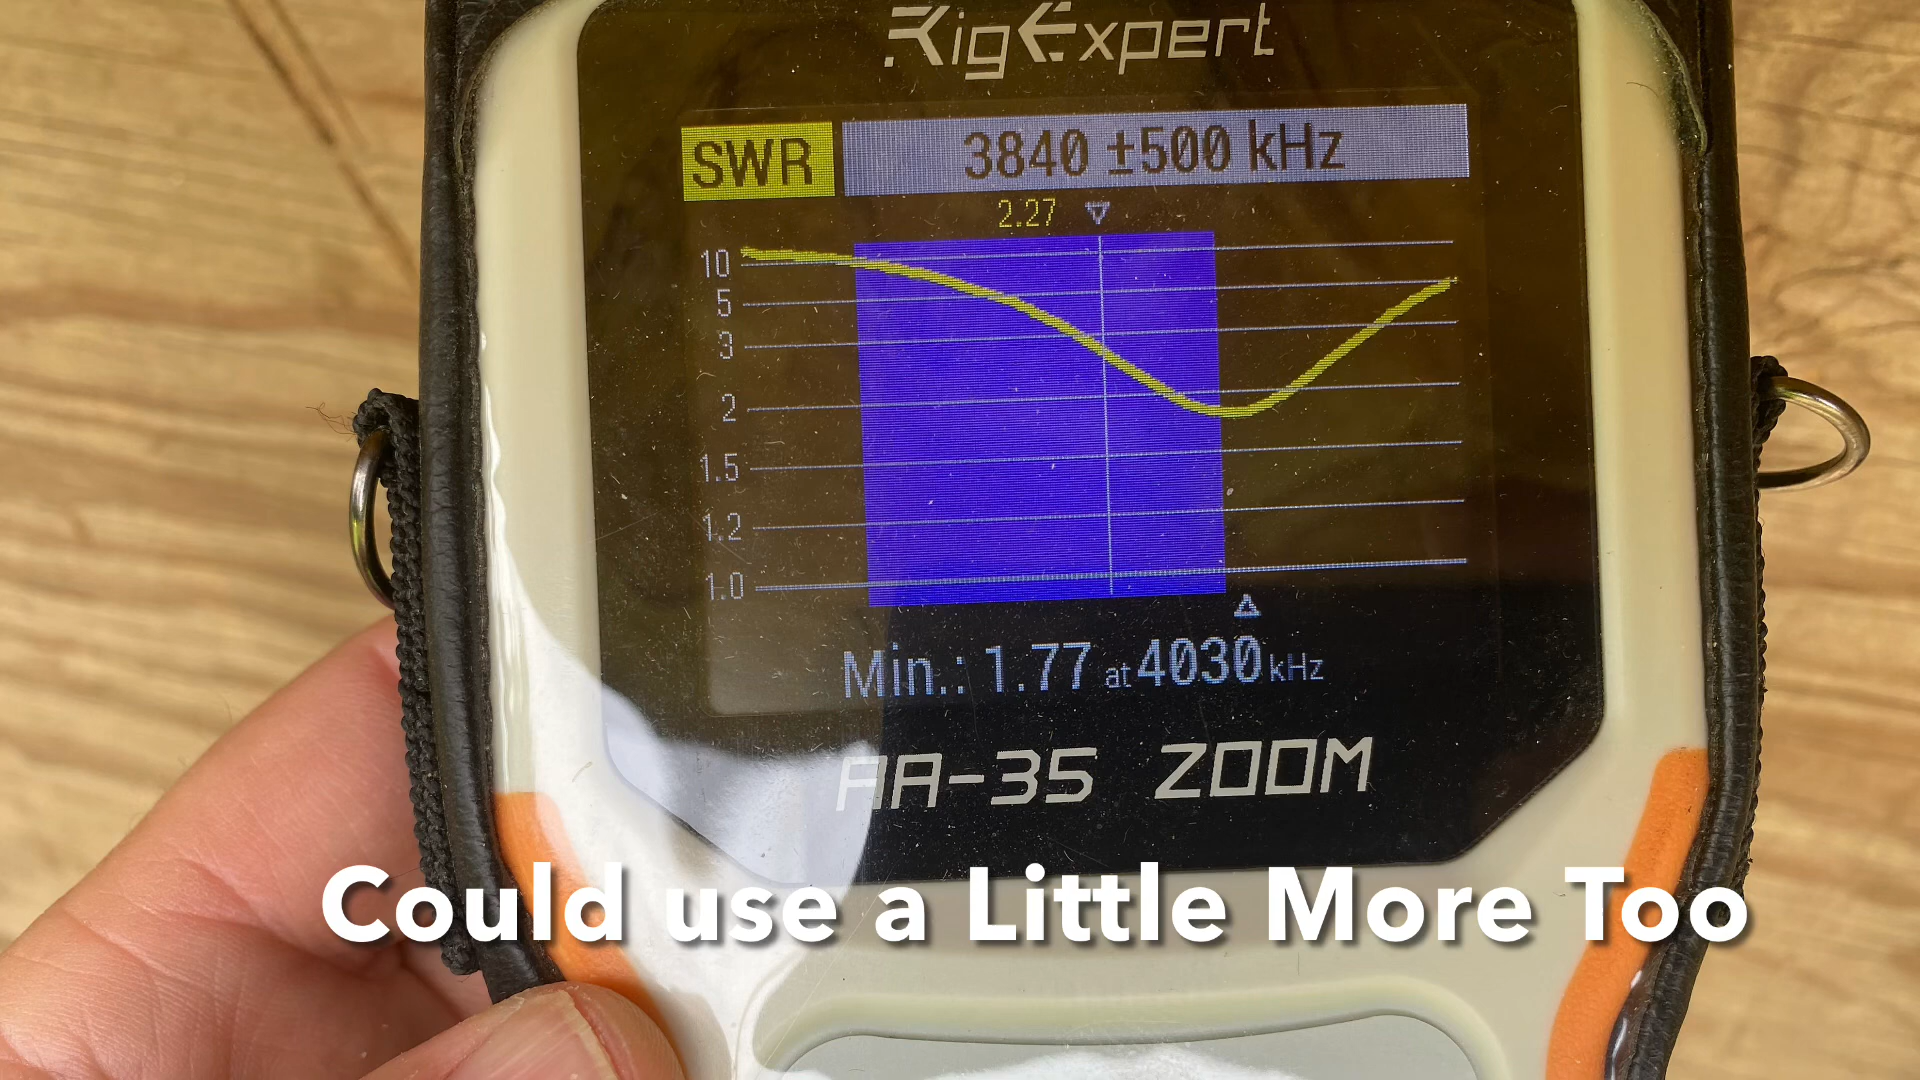 RigExpert
SWR 3840 ±500 kHz
2.27
10
5
3
2
1.5
1.2
1.0
Min.: 1.77 at 4030 kHz
AA-35 ZOOM
Could use a Little More Too